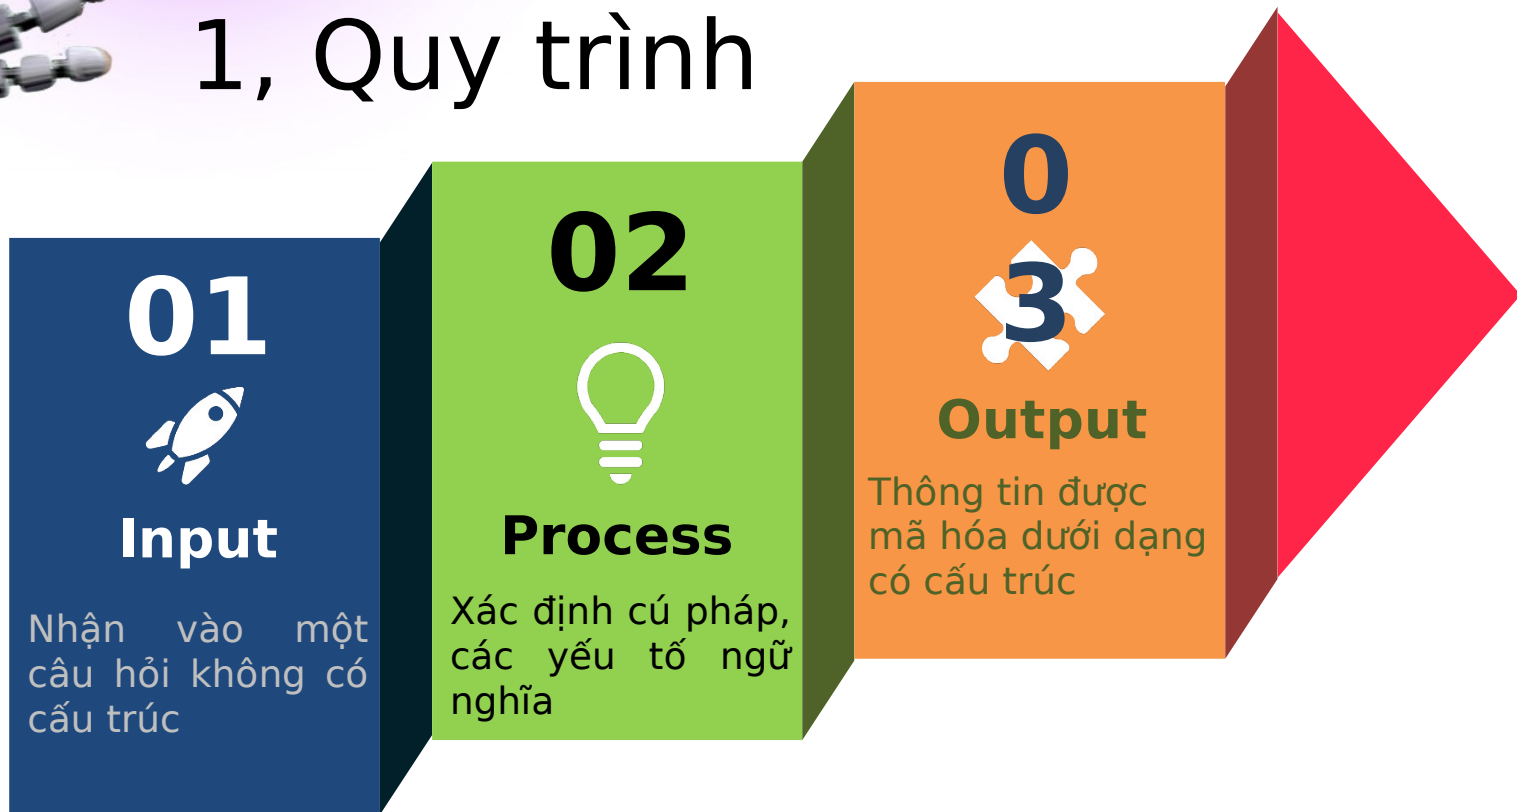 1, Quy trình
01
Input
Nhận vào một
câu hỏi không có
cấu trúc
02
Process
Xác định cú pháp,
các yếu tố ngữ
nghĩa
0
3
Output
Thông tin được
mã hóa dưới dạng
có cấu trúc